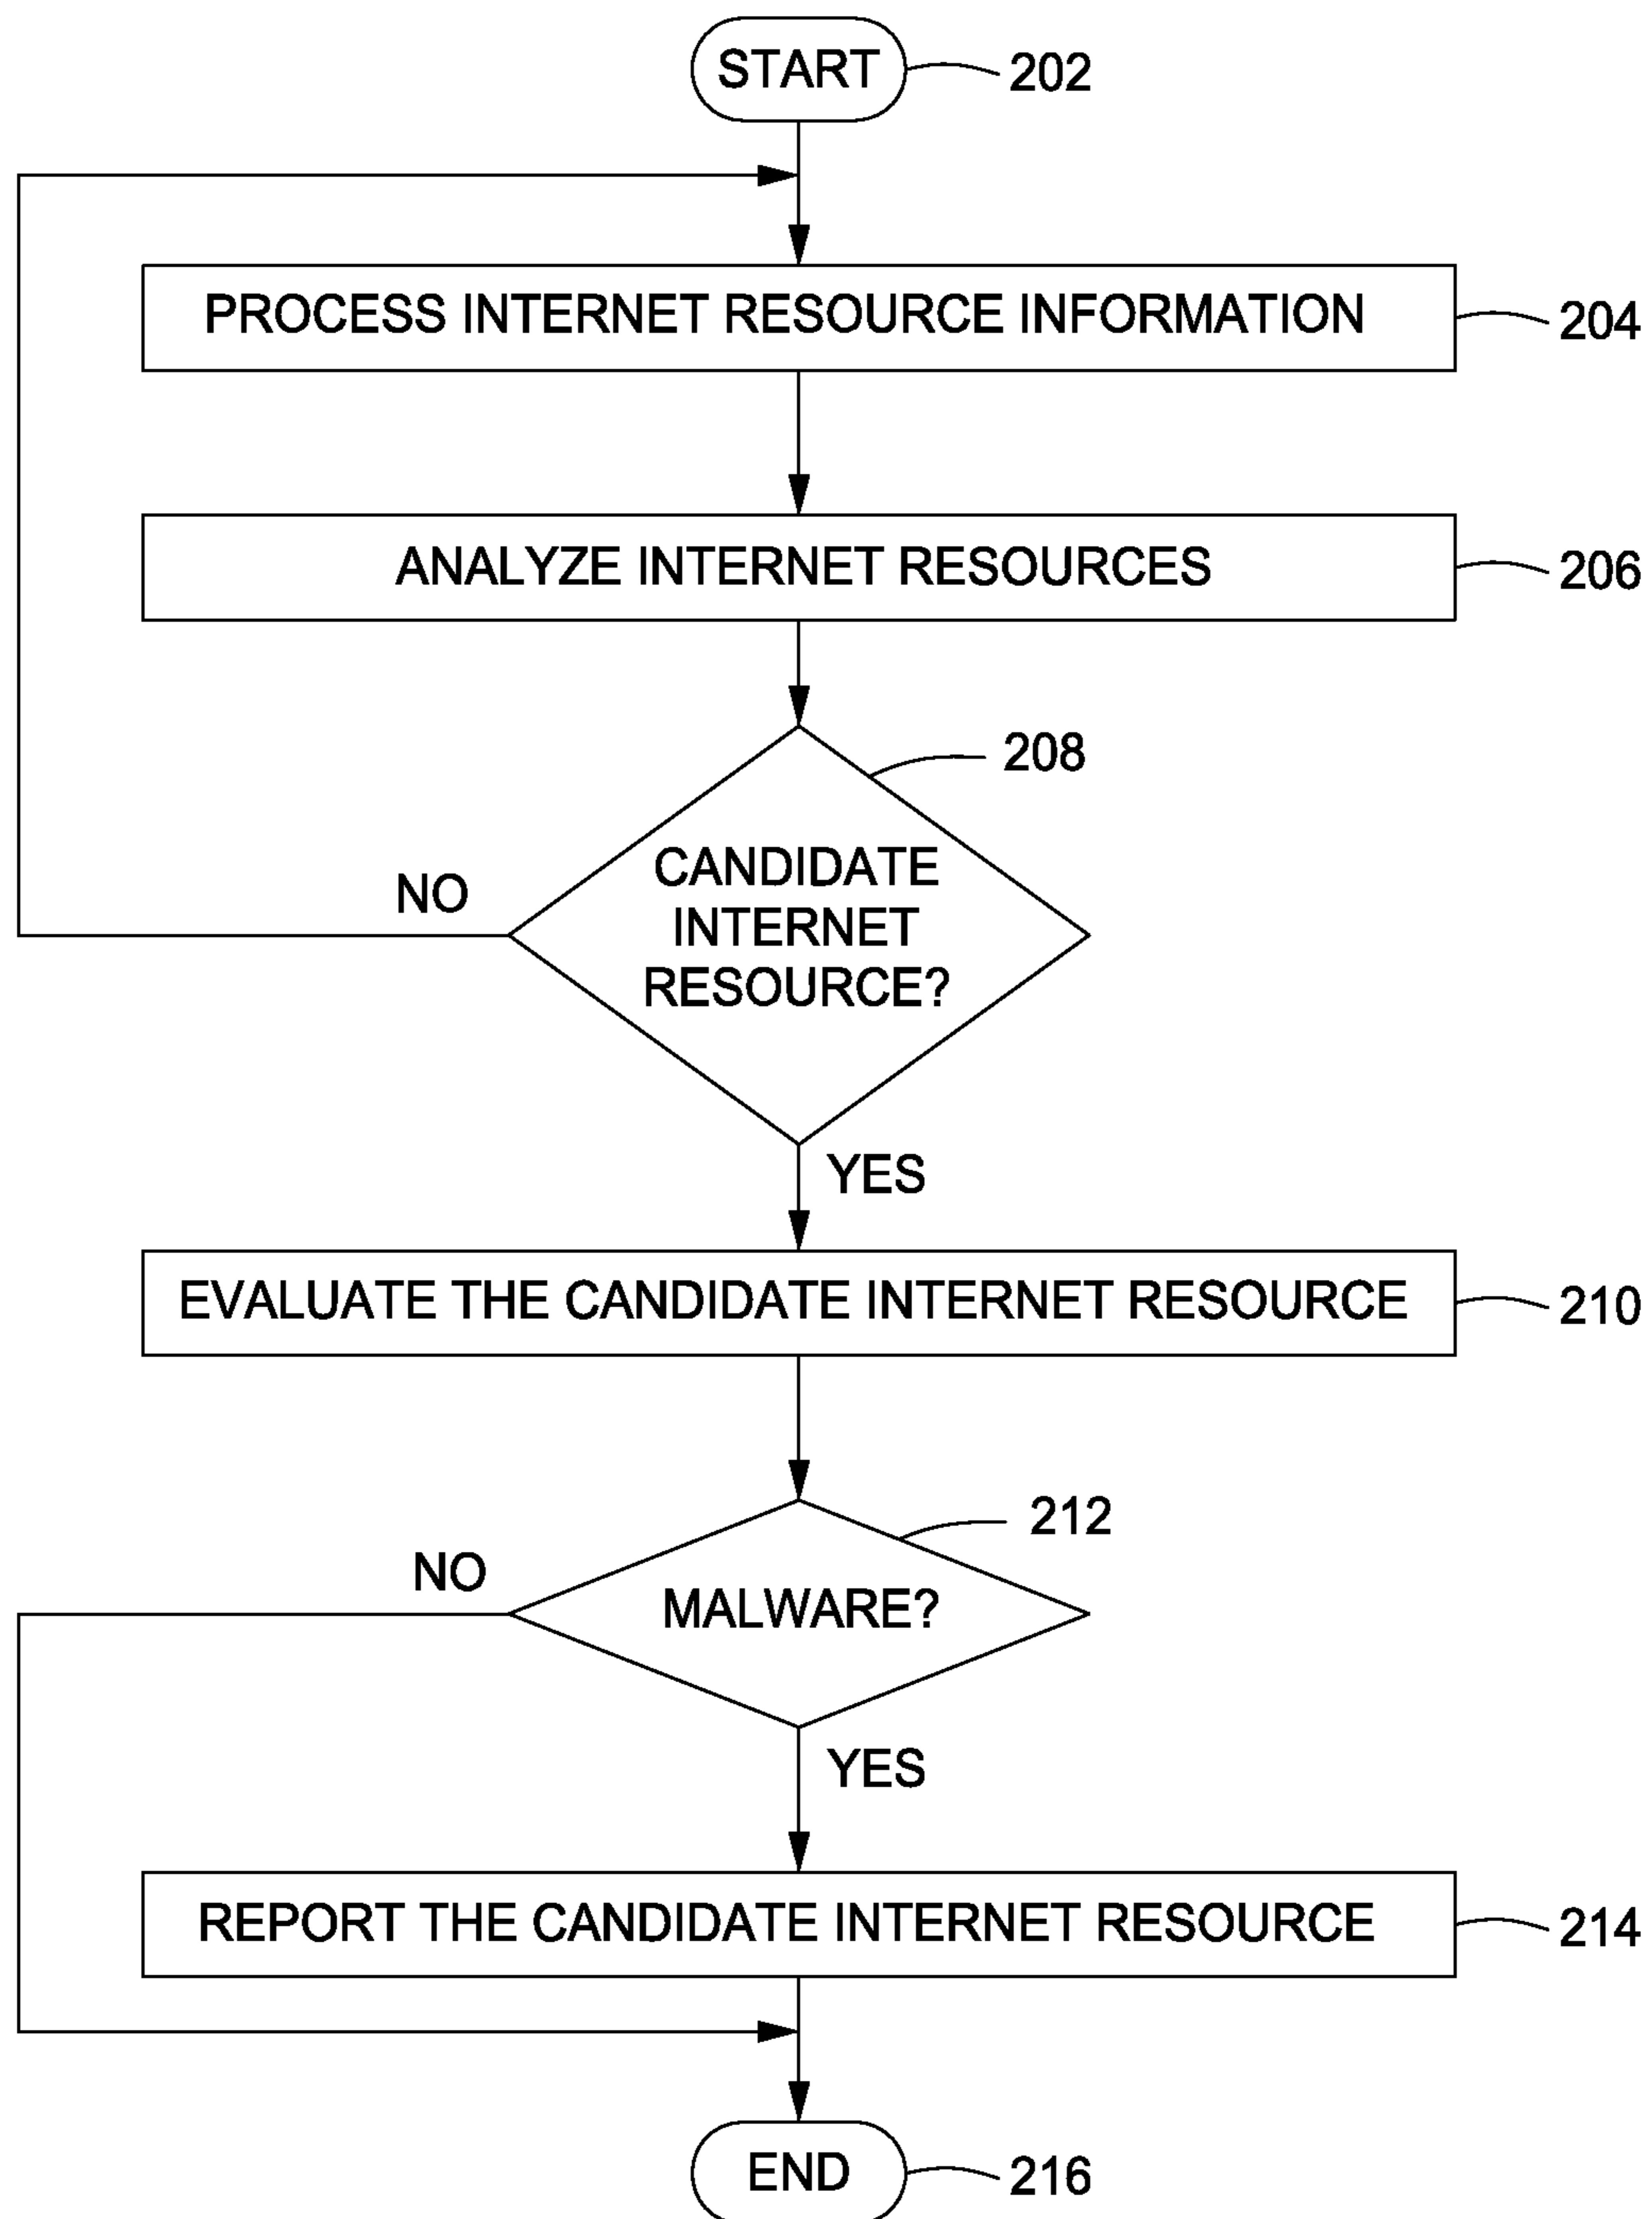 START
202
PROCESS INTERNET RESOURCE INFORMATION
204
ANALYZE INTERNET RESOURCES
206
208
CANDIDATE
INTERNET
RESOURCE?
NO
YES
EVALUATE THE CANDIDATE INTERNET RESOURCE
210
212
NO
MALWARE?
YES
REPORT THE CANDIDATE INTERNET RESOURCE
214
END
216